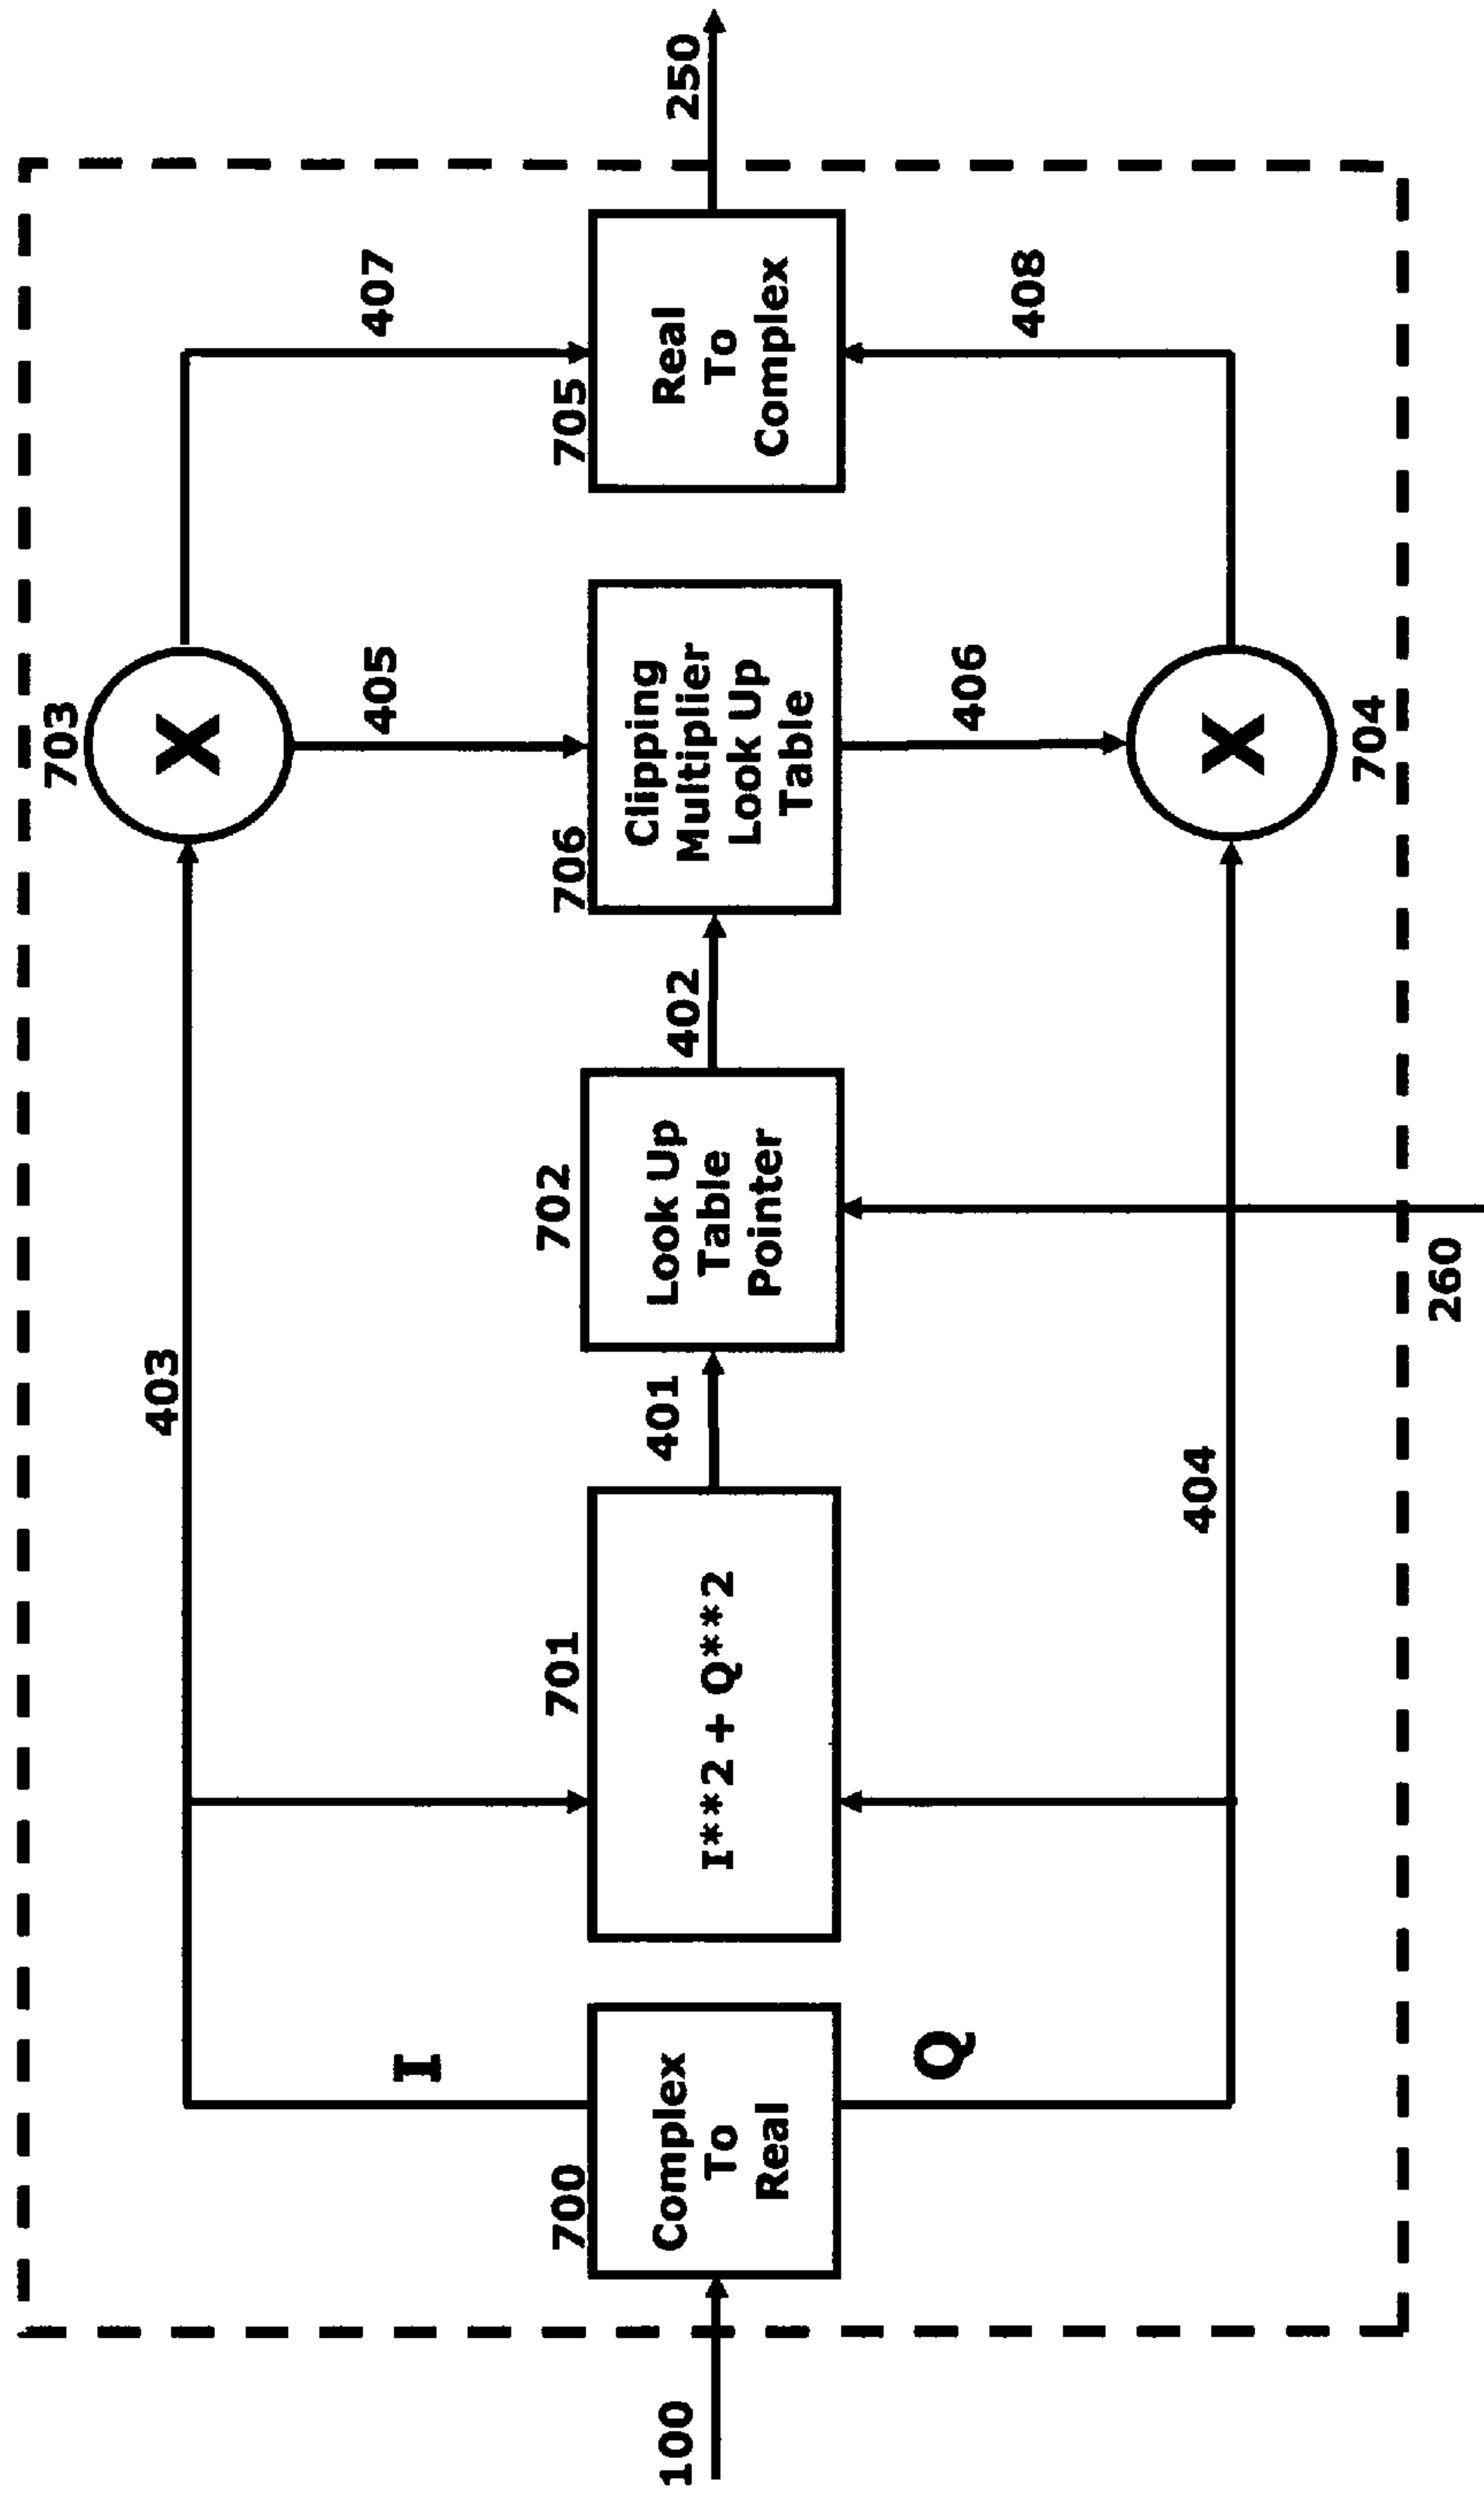 703
403
I
405
407
700
Complex
To
Real
701
I**2 + Q**2
401
702
Look Up
Table
Pointer
402
706
Clipping
Multiplier
Look Up
Table
705
Real
To
Complex
100
250
Q
404
406
408
704
260